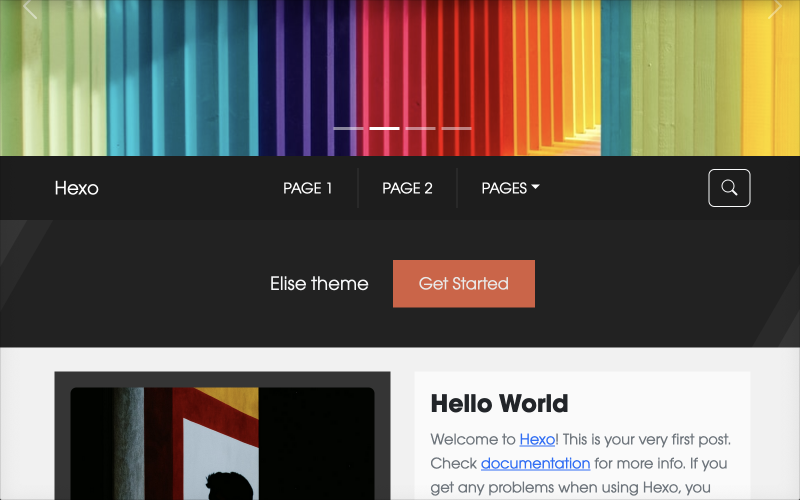 Hexo
PAGE 1
PAGE 2
PAGES
Elise theme
Get Started
Hello World
Welcome to Hexo! This is your very first post.
Check documentation for more info. If you
get any problems when using Hexo, you